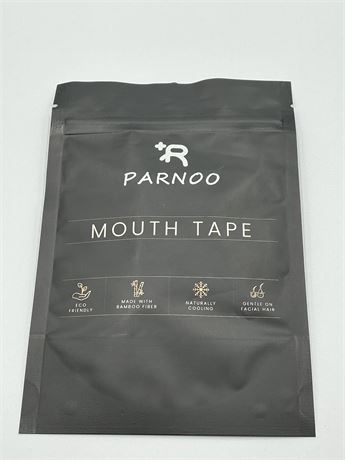 +R
PARNOO
MOUTH TAPE
ECO
FRIENDLY
MADE WITH
BAMBOO FIBER
NATURALLY
COOLING
GENTLE ON
FACIAL HAIR